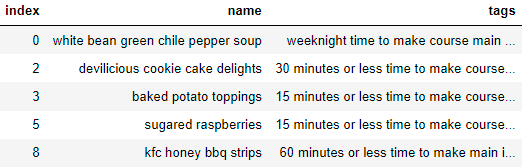 index name tags
0 white bean green chile pepper soup weeknight time to make course main ...
2 devilicious cookie cake delights 30 minutes or less time to make course...
3 baked potato toppings 15 minutes or less time to make course...
5 sugared raspberries 15 minutes or less time to make course...
8 kfc honey bbq strips 60 minutes or less time to make main i...